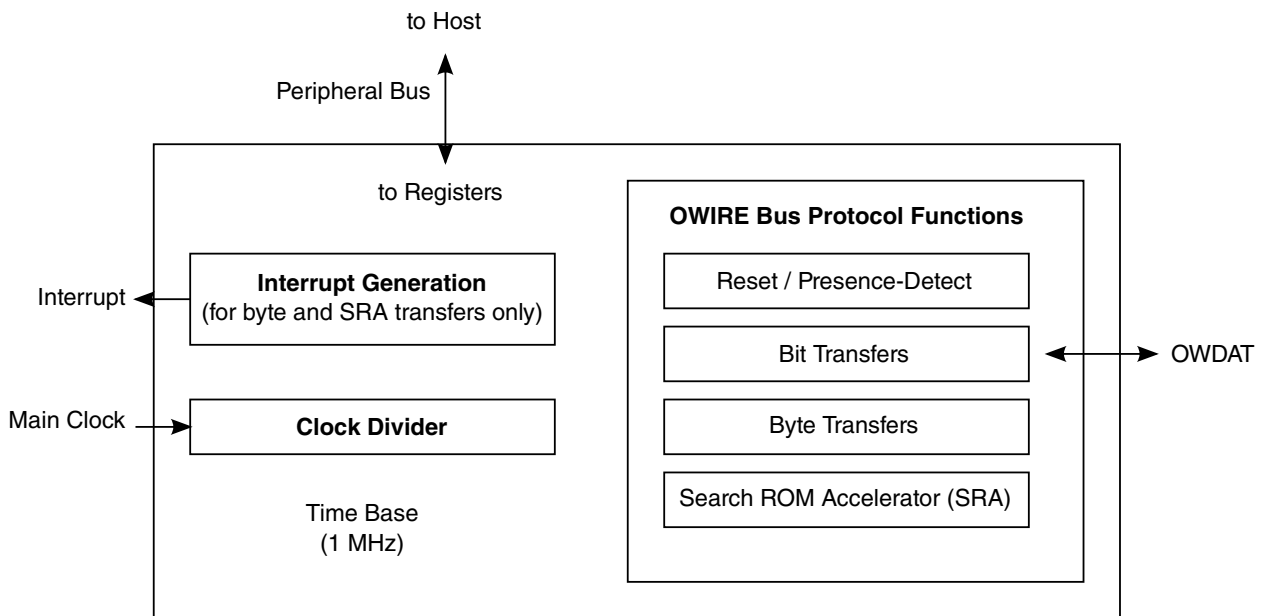 to Host
Peripheral Bus
to Registers
OWIRE Bus Protocol Functions
Reset / Presence-Detect
Interrupt
Interrupt Generation
(for byte and SRA transfers only)
Bit Transfers
OWDAT
Main Clock
Clock Divider
Byte Transfers
Search ROM Accelerator (SRA)
Time Base
(1 MHz)